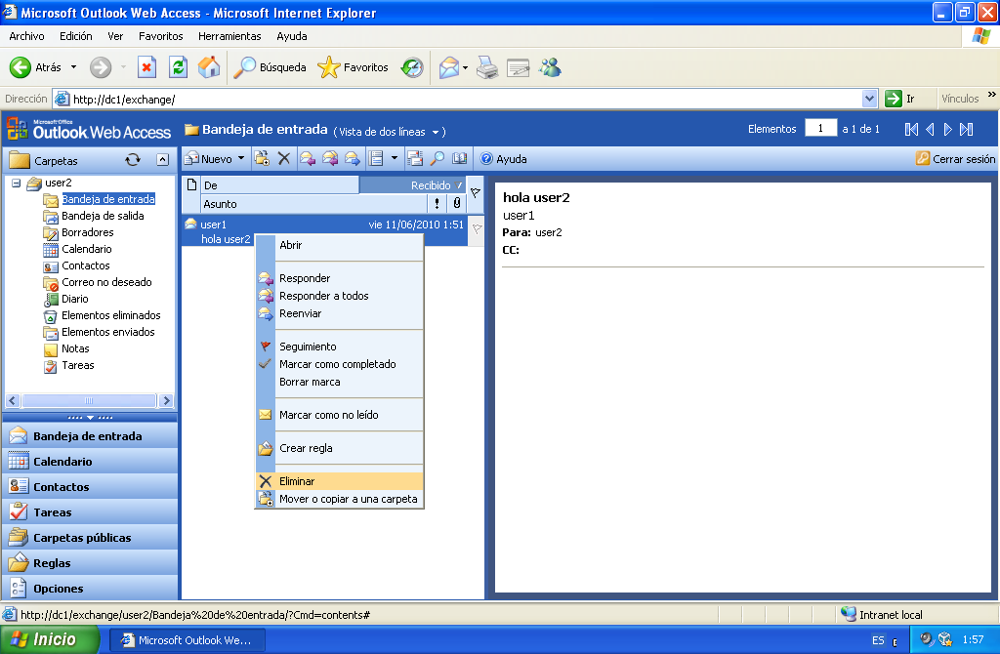 Microsoft Outlook Web Access - Microsoft Internet Explorer
Archivo Edición Ver Favoritos Herramientas Ayuda
Atrás Búsqueda Favoritos
Dirección http://dc1/exchange/ Ir Vínculos »
Microsoft Office
Outlook Web Access Bandeja de entrada (Vista de dos líneas) Elementos 1 a 1 de 1
Carpetas Nuevo Ayuda Cerrar sesión
user2
Bandeja de entrada
Bandeja de salida
Borradores
Calendario
Contactos
Correo no deseado
Diario
Elementos eliminados
Elementos enviados
Notas
Tareas
Bandeja de entrada
Calendario
Contactos
Tareas
Carpetas públicas
Reglas
Opciones
De Recibido
Asunto
user1 vie 11/06/2010 1:51
hola user2
Abrir
Responder
Responder a todos
Reenviar
Seguimiento
Marcar como completado
Borrar marca
Marcar como no leído
Crear regla
Eliminar
Mover o copiar a una carpeta
hola user2
user1
Para: user2
CC:
http://dc1/exchange/user2/Bandeja%20de%20entrada/?Cmd=contents# Intranet local
Inicio Microsoft Outlook We... ES 1:57